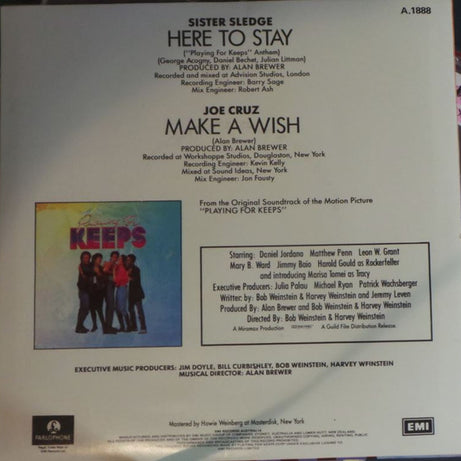 A.1888
SISTER SLEDGE
HERE TO STAY
("Playing For Keeps" Anthem)
(George Acogny, Daniel Bechet, Julian Littman)
PRODUCED BY: ALAN BREWER
Recorded and mixed at Advision Studios, London
Recording Engineer: Barry Sage
Mix Engineer: Robert Ash
JOE CRUZ
MAKE A WISH
(Alan Brewer)
PRODUCED BY: ALAN BREWER
Recorded at Workshoppe Studios, Douglaston, New York
Recording Engineer: Kevin Kelly
Mixed at Sound Ideas, New York
Mix Engineer: Jon Fausty
From the Original Soundtrack of the Motion Picture
"PLAYING FOR KEEPS"
KEEPS
Starring: Daniel Jordano Matthew Penn Leon W. Grant
Mary B. Ward Jimmy Baio Harold Gould as Rockerfeller
and introducing Marisa Tomei as Tracy
Executive Producers: Julia Palau Michael Ryan Patrick Wachsberger
Written by: Bob Weinstein & Harvey Weinstein and Jeremy Leven
Produced By: Alan Brewer and Bob Weinstein & Harvey Weinstein
Directed By: Bob Weinstein & Harvey Weinstein
A Miramax Production A Guild Film Distribution Release
EXECUTIVE MUSIC PRODUCERS: JIM DOYLE, BILL CURBISHLEY, BOB WEINSTEIN, HARVEY WFINSTEIN
MUSICAL DIRECTOR: ALAN BREWER
Mastered by Howie Weinberg at Masterdisk, New York
PARLOPHONE
EMI